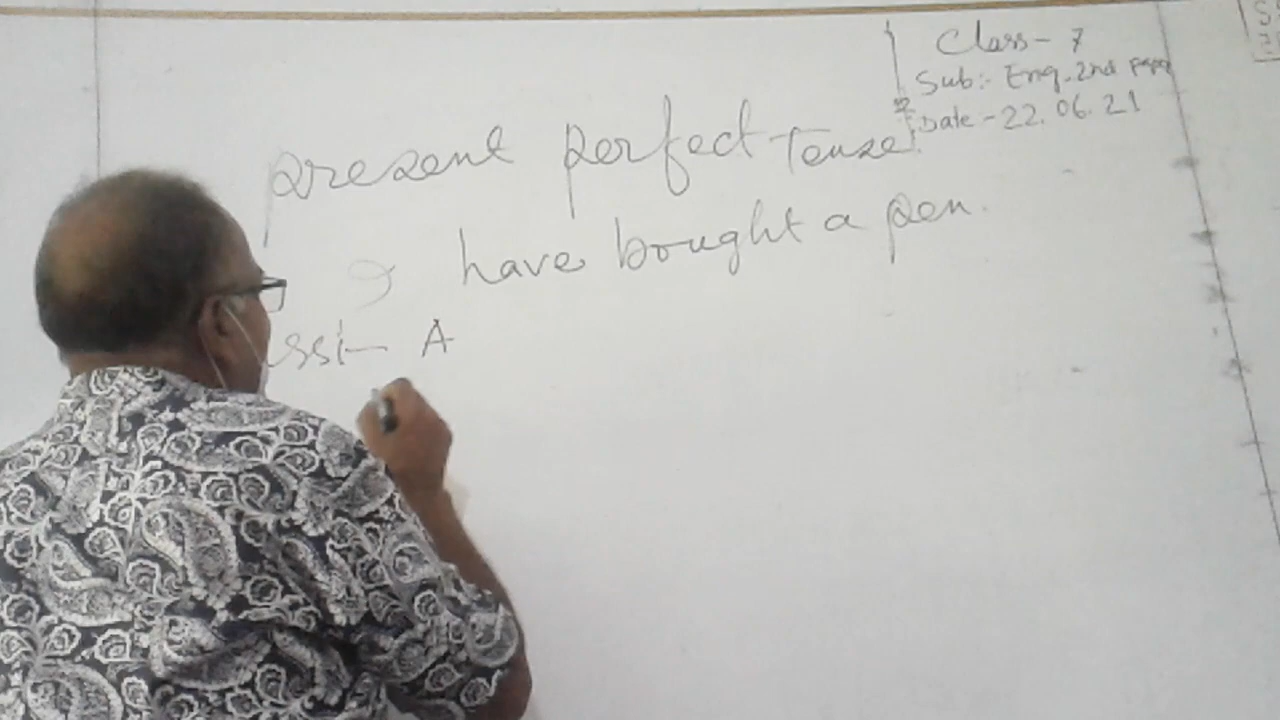 Class- 7
Sub:- Eng. 2nd paper
Date - 22. 06. 21
present perfect Tense
I have bought a pen.
A